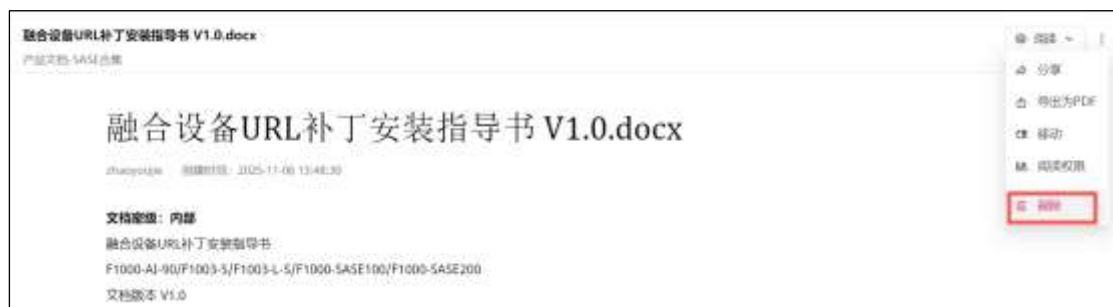 融合设备URL补丁安装指导书 V1.0.docx
产品文档-SASE合集
阅读
分享
导出为PDF
移动
阅读权限
删除
融合设备URL补丁安装指导书 V1.0.docx
zhaoyoujie 创建时间: 2025-11-06 13:48:30
文档密级：内部
融合设备URL补丁安装指导书
F1000-AI-90/F1003-S/F1003-L-S/F1000-SASE100/F1000-SASE200
文档版本 V1.0